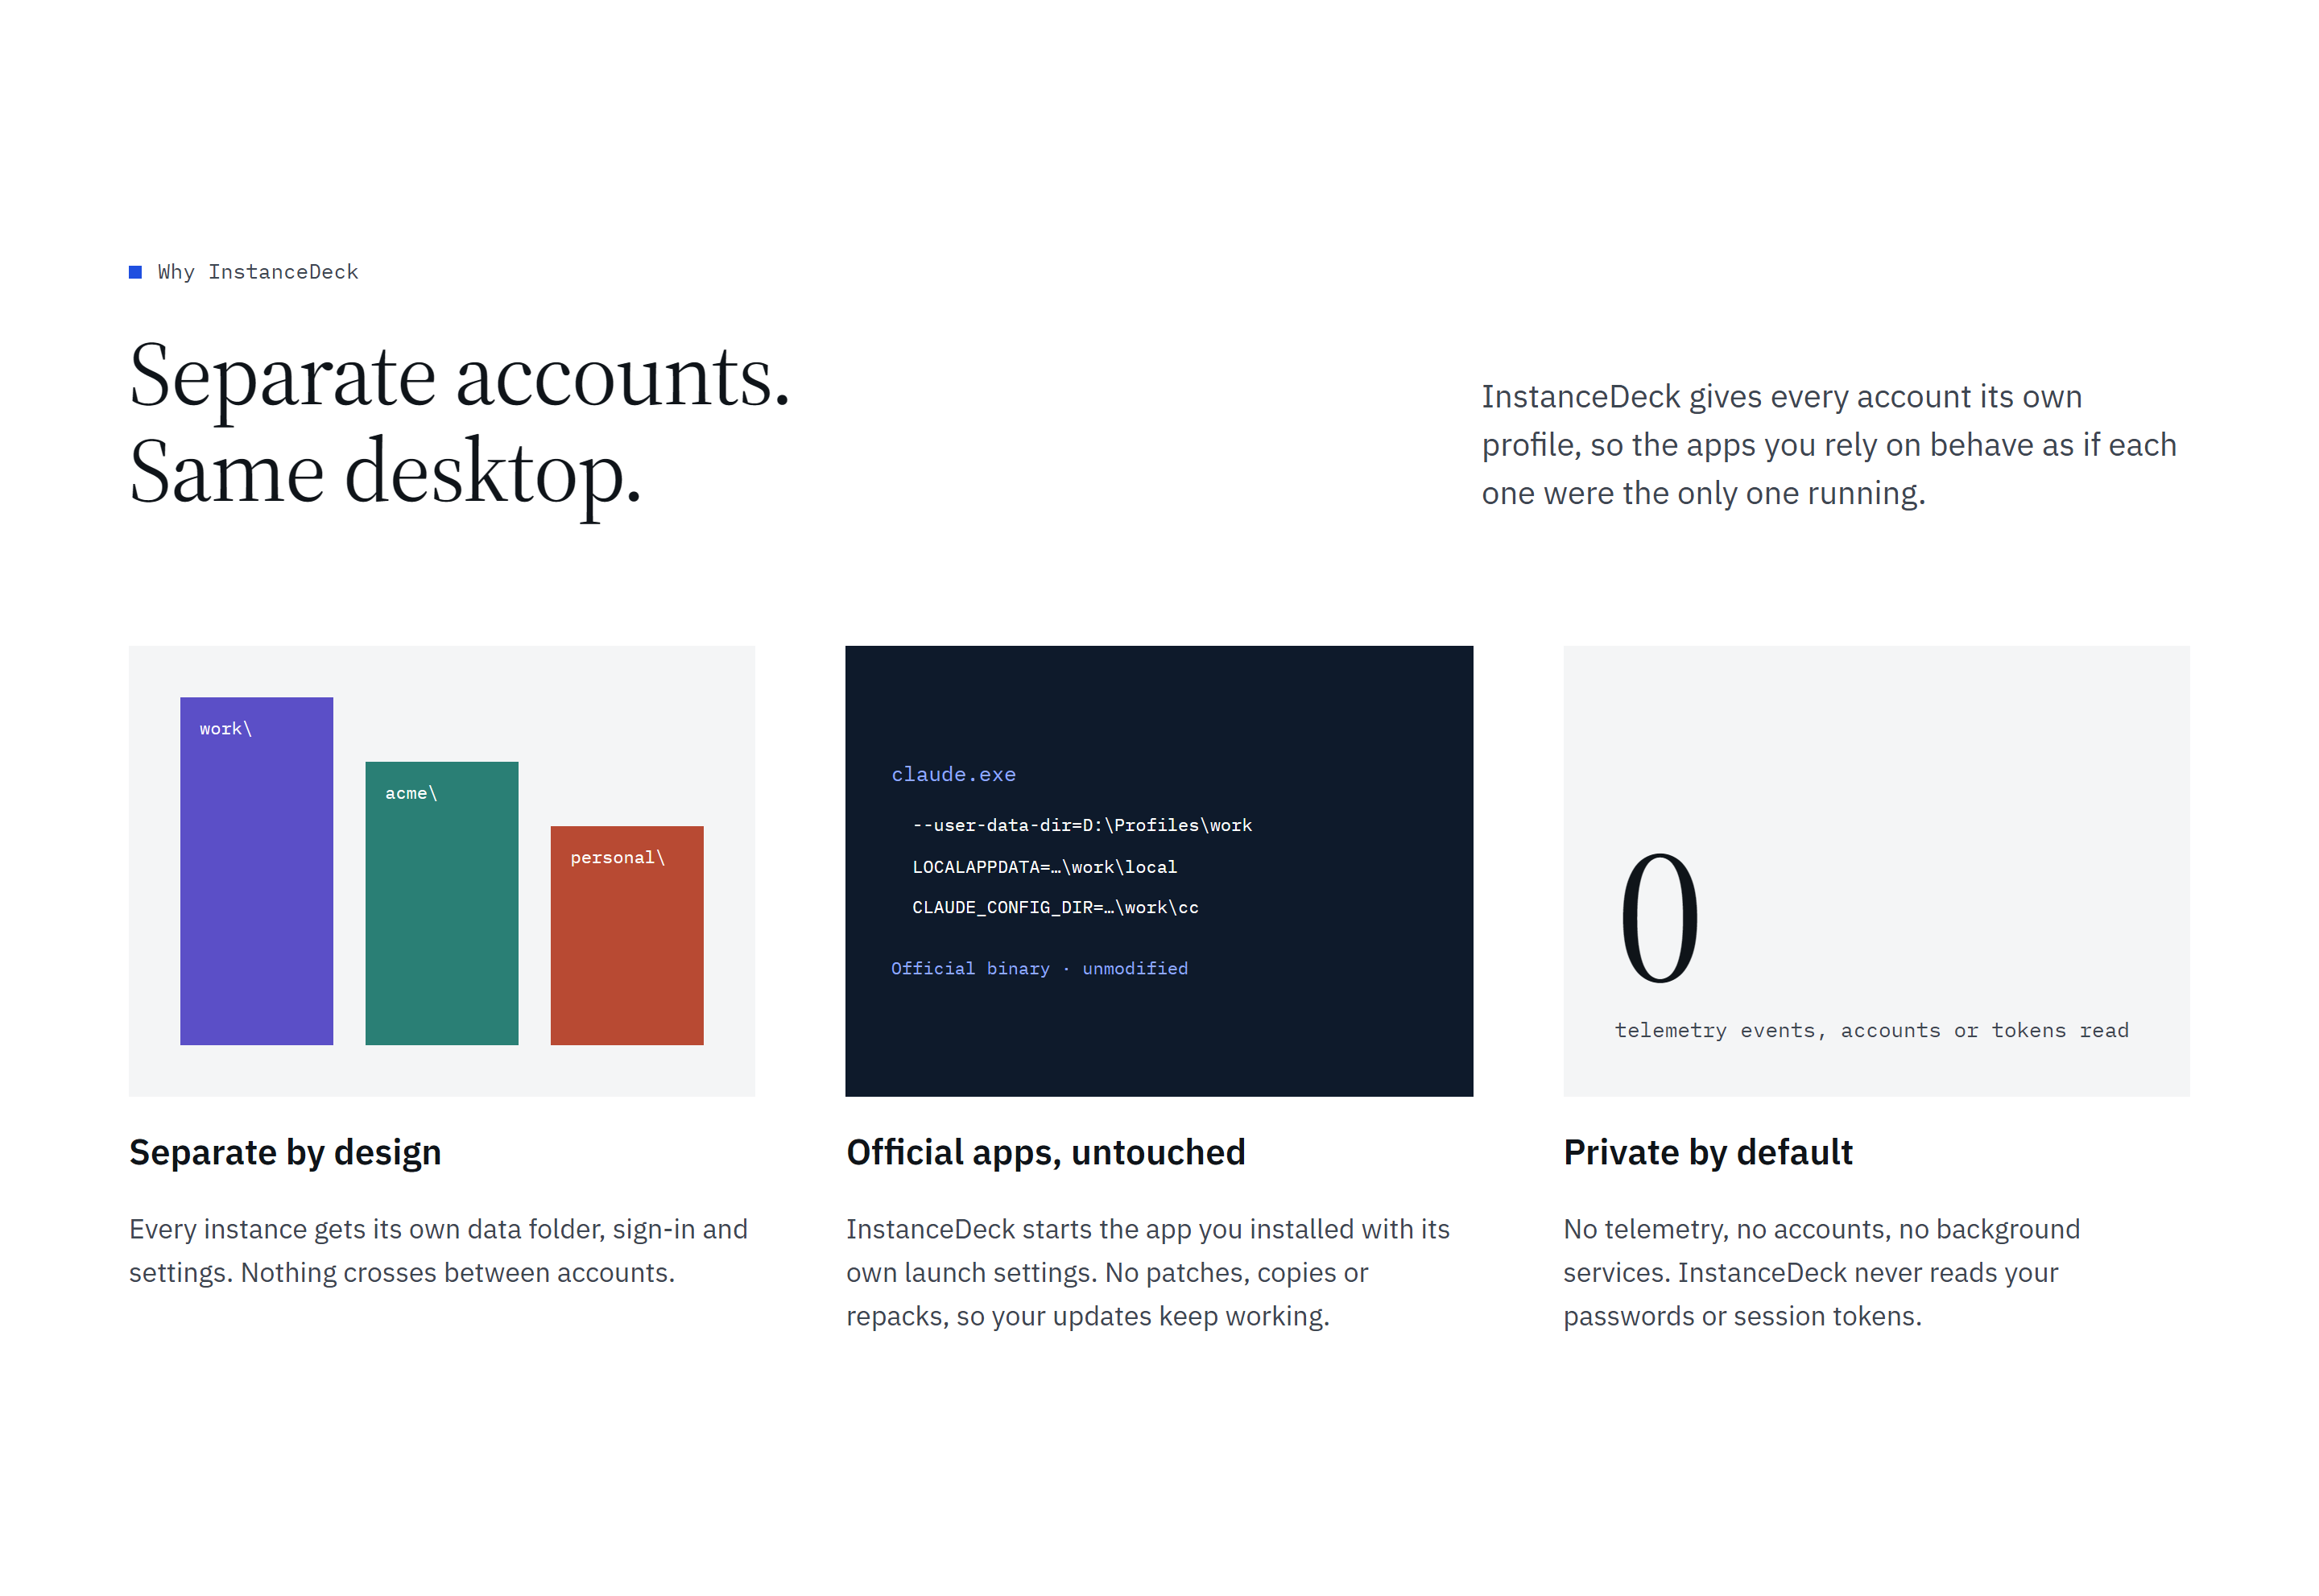 Why InstanceDeck
Separate accounts.
Same desktop.
InstanceDeck gives every account its own
profile, so the apps you rely on behave as if each
one were the only one running.
work\
acme\
personal\
claude.exe
--user-data-dir=D:\Profiles\work
LOCALAPPDATA=…\work\local
CLAUDE_CONFIG_DIR=…\work\cc
Official binary · unmodified
0
telemetry events, accounts or tokens read
Separate by design
Every instance gets its own data folder, sign-in and
settings. Nothing crosses between accounts.
Official apps, untouched
InstanceDeck starts the app you installed with its
own launch settings. No patches, copies or
repacks, so your updates keep working.
Private by default
No telemetry, no accounts, no background
services. InstanceDeck never reads your
passwords or session tokens.